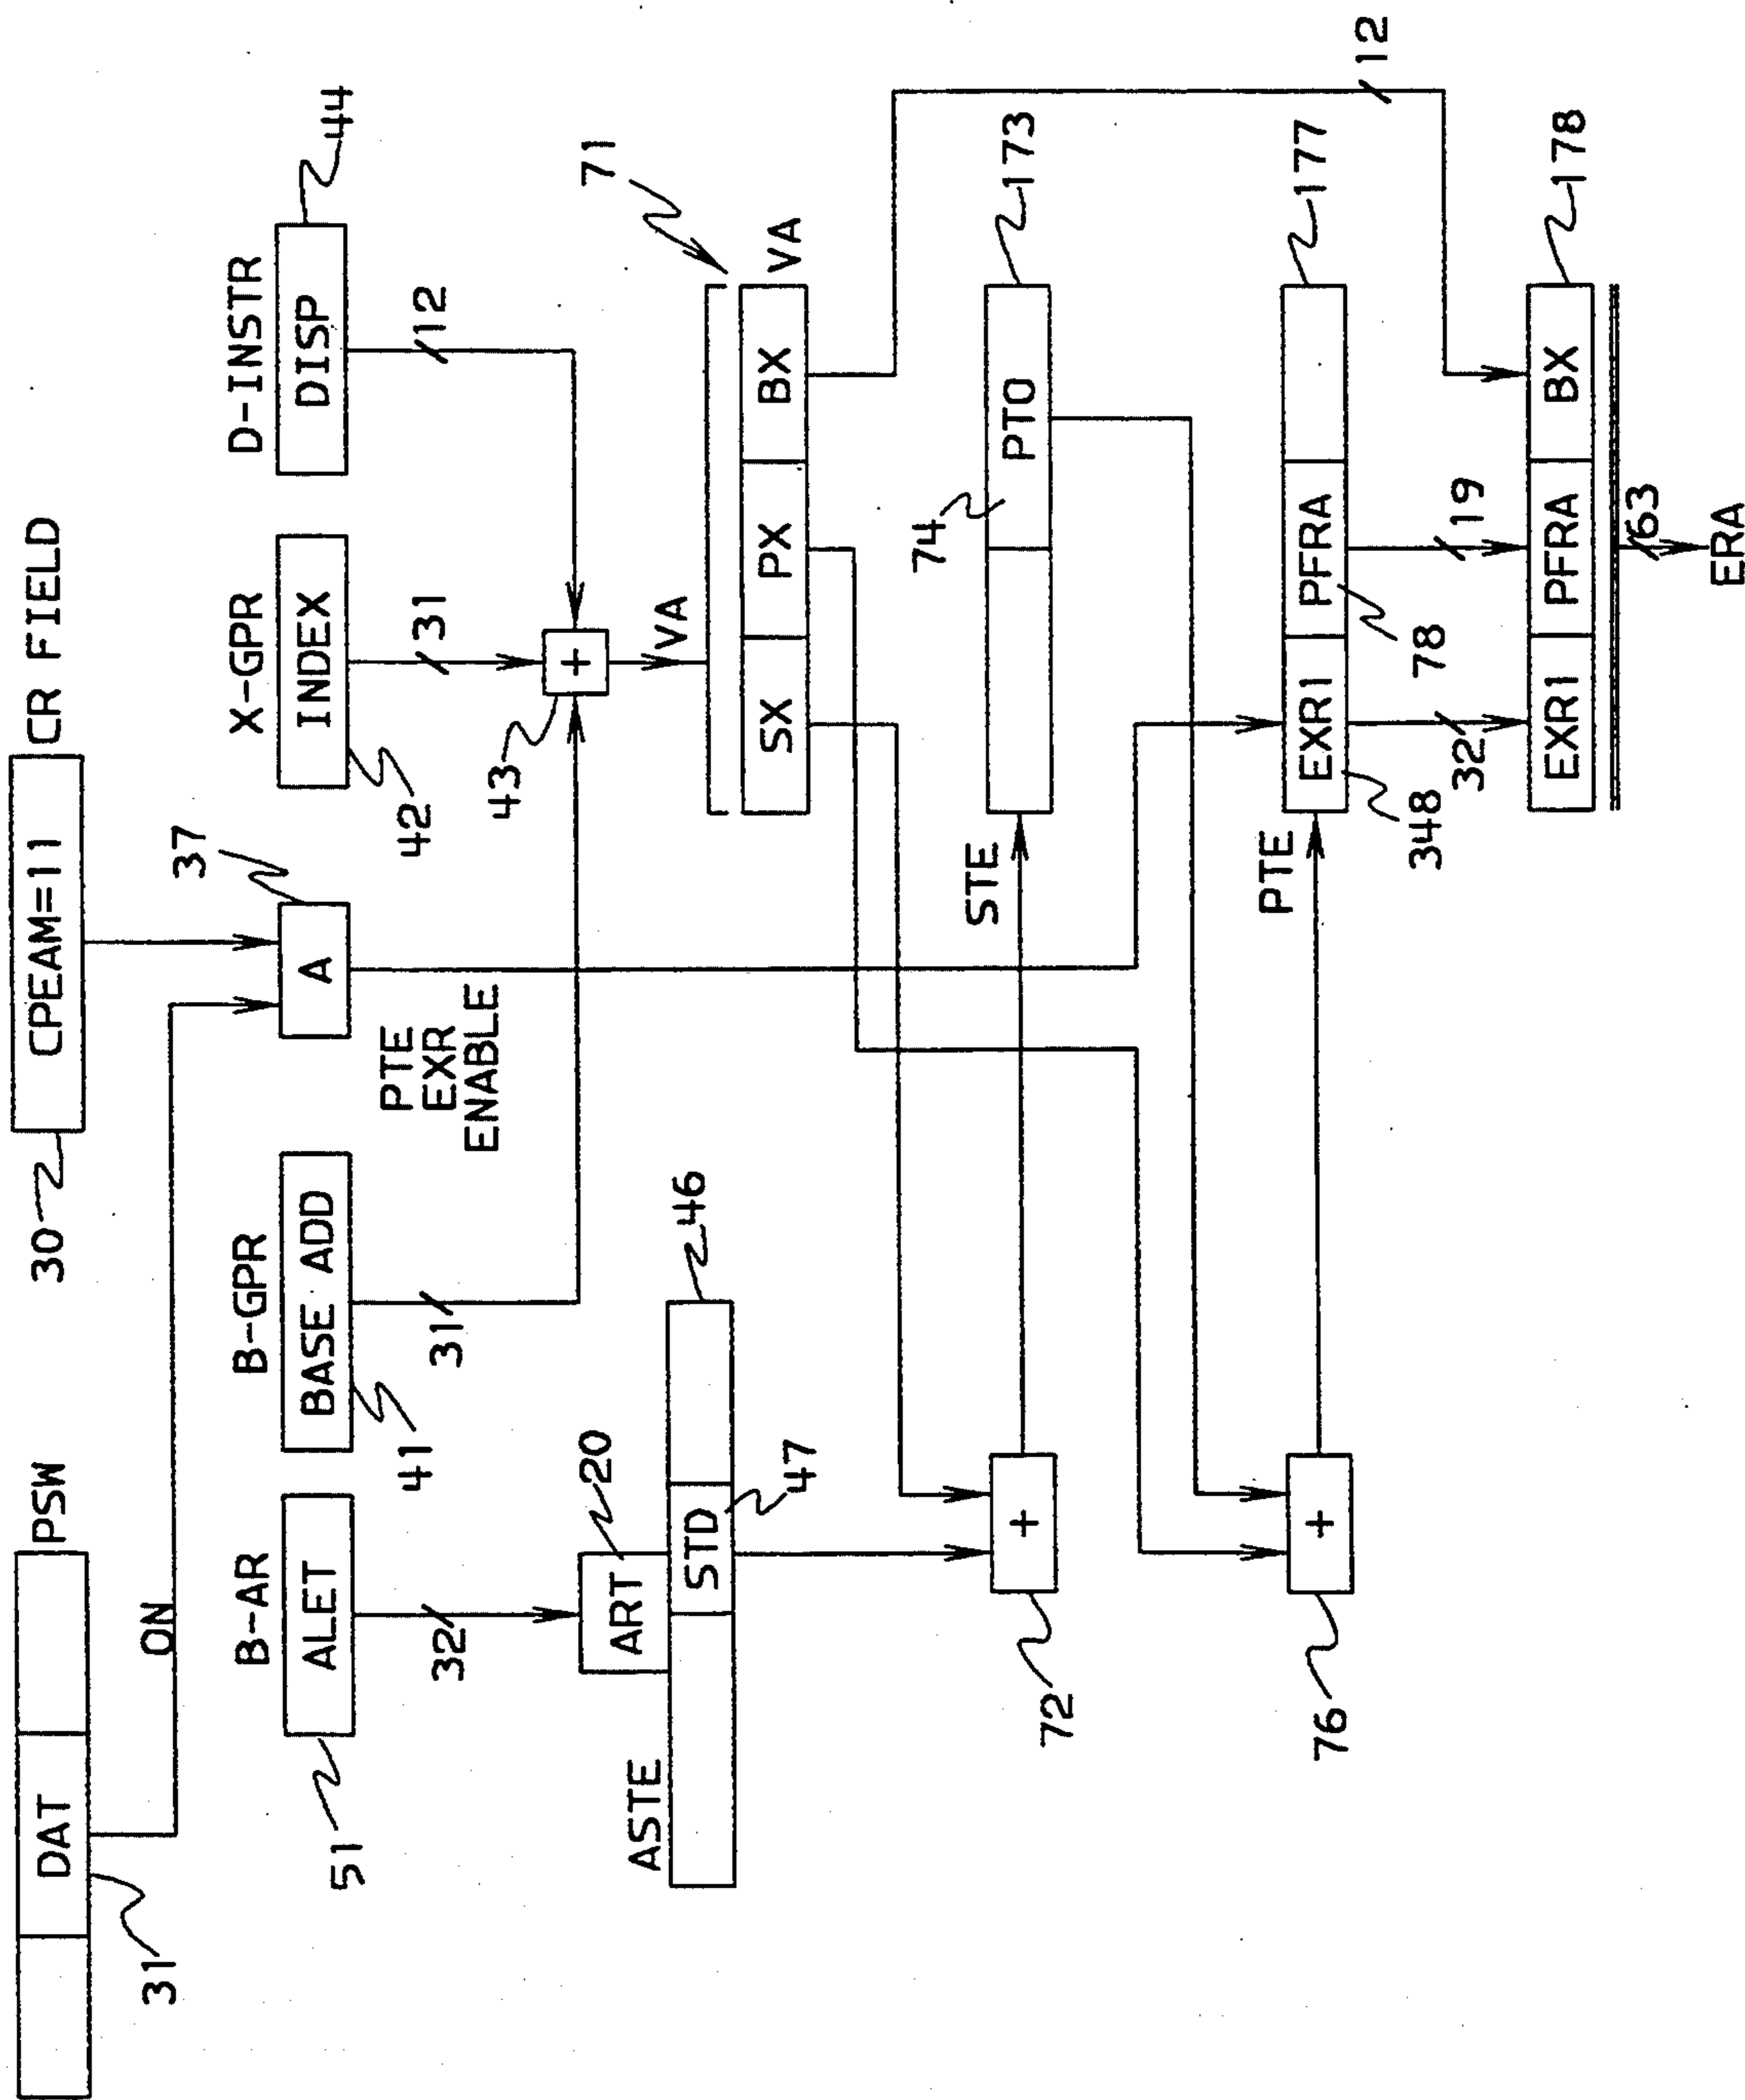 PSW
CR FIELD
DAT
CPEAM=11
31
30
ON
37
A
PTE
EXR
ENABLE
B-AR
B-GPR
X-GPR
D-INSTR
ALET
BASE ADD
INDEX
DISP
51
41
42
44
32
31
31
12
43
+
ART
20
VA
71
ASTE
STD
46
47
SX
PX
BX
VA
72
+
STE
74
PTO
173
76
+
PTE
EXR1
PFRA
177
348
78
32
19
12
EXR1
PFRA
BX
178
63
ERA